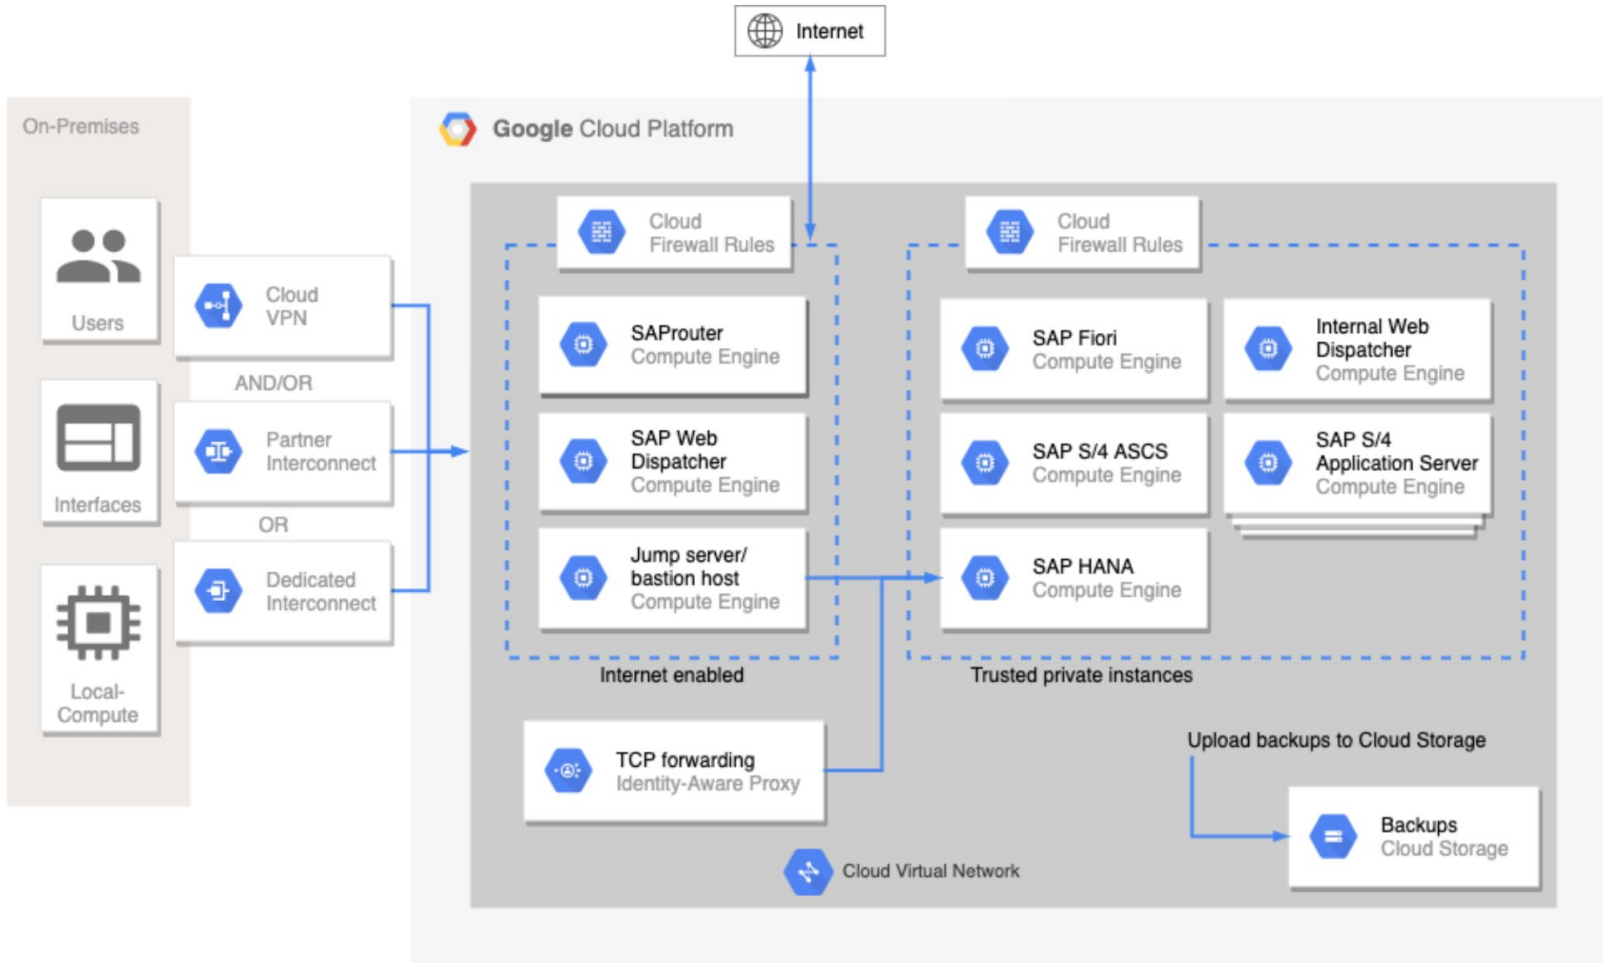 Internet
On-Premises
Google Cloud Platform
Users
Interfaces
Local-
Compute
Cloud
VPN
AND/OR
Partner
Interconnect
OR
Dedicated
Interconnect
Cloud
Firewall Rules
SAProuter
Compute Engine
SAP Web
Dispatcher
Compute Engine
Jump server/
bastion host
Compute Engine
Internet enabled
Cloud
Firewall Rules
SAP Fiori
Compute Engine
Internal Web
Dispatcher
Compute Engine
SAP S/4 ASCS
Compute Engine
SAP S/4
Application Server
Compute Engine
SAP HANA
Compute Engine
Trusted private instances
TCP forwarding
Identity-Aware Proxy
Upload backups to Cloud Storage
Backups
Cloud Storage
Cloud Virtual Network